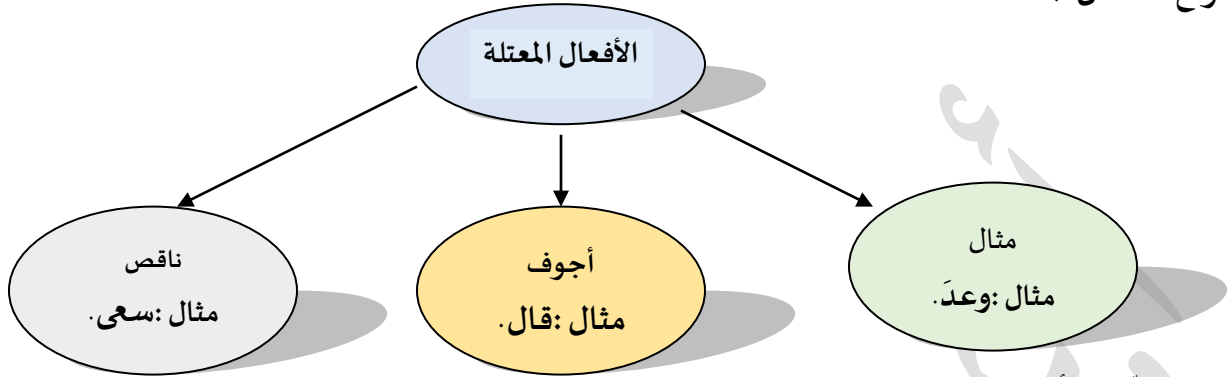 الأفعال المعتلة
مثال
مثال :وعدَ.
أجوف
مثال :قال.
ناقص
مثال :سعى.